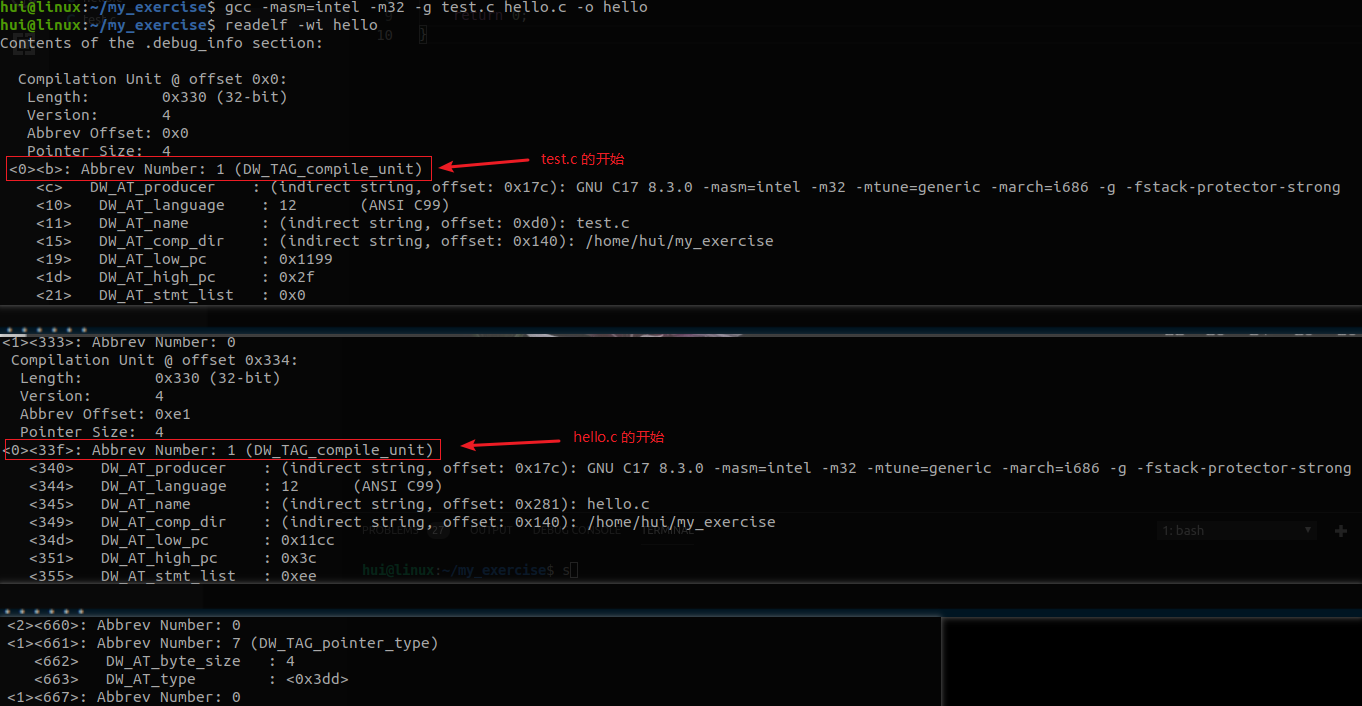 hui@linux:~/my_exercise$ gcc -masm=intel -m32 -g test.c hello.c -o hello
hui@linux:~/my_exercise$ readelf -wi hello
Contents of the .debug_info section:
return 0;
10 }
Compilation Unit @ offset 0x0:
Length: 0x330 (32-bit)
Version: 4
Abbrev Offset: 0x0
Pointer Size: 4
<0><b>: Abbrev Number: 1 (DW_TAG_compile_unit)
test.c 的开始
<c> DW_AT_producer : (indirect string, offset: 0x17c): GNU C17 8.3.0 -masm=intel -m32 -mtune=generic -march=i686 -g -fstack-protector-strong
<10> DW_AT_language : 12 (ANSI C99)
<11> DW_AT_name : (indirect string, offset: 0xd0): test.c
<15> DW_AT_comp_dir : (indirect string, offset: 0x140): /home/hui/my_exercise
<19> DW_AT_low_pc : 0x1199
<1d> DW_AT_high_pc : 0x2f
<21> DW_AT_stmt_list : 0x0
<1><333>: Abbrev Number: 0
Compilation Unit @ offset 0x334:
Length: 0x330 (32-bit)
Version: 4
Abbrev Offset: 0xe1
Pointer Size: 4
<0><33f>: Abbrev Number: 1 (DW_TAG_compile_unit)
hello.c 的开始
<340> DW_AT_producer : (indirect string, offset: 0x17c): GNU C17 8.3.0 -masm=intel -m32 -mtune=generic -march=i686 -g -fstack-protector-strong
<344> DW_AT_language : 12 (ANSI C99)
<345> DW_AT_name : (indirect string, offset: 0x281): hello.c
<349> DW_AT_comp_dir : (indirect string, offset: 0x140): /home/hui/my_exercise
<34d> DW_AT_low_pc : 0x11cc
PROBLEMS 27 OUTPUT DEBUG CONSOLE TERMINAL
1: bash
<351> DW_AT_high_pc : 0x3c
<355> DW_AT_stmt_list : 0xee
hui@linux:~/my_exercise$ s
<2><660>: Abbrev Number: 0
<1><661>: Abbrev Number: 7 (DW_TAG_pointer_type)
<662> DW_AT_byte_size : 4
<663> DW_AT_type : <0x3dd>
<1><667>: Abbrev Number: 0